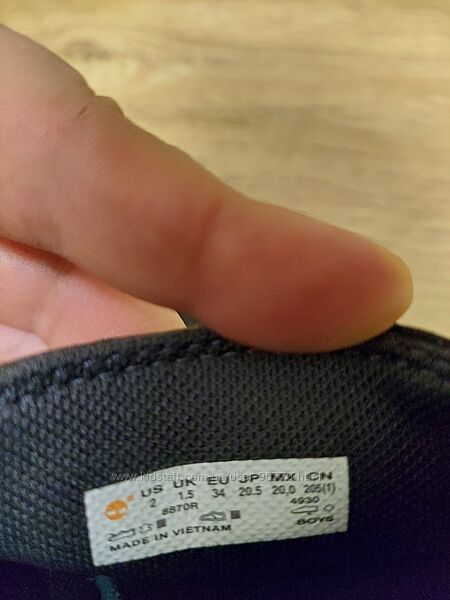 US UK EU JP MX CN
2 1.5 34 20.5 20.0 205(1)
8870R 4930
BOYS
MADE IN VIETNAM